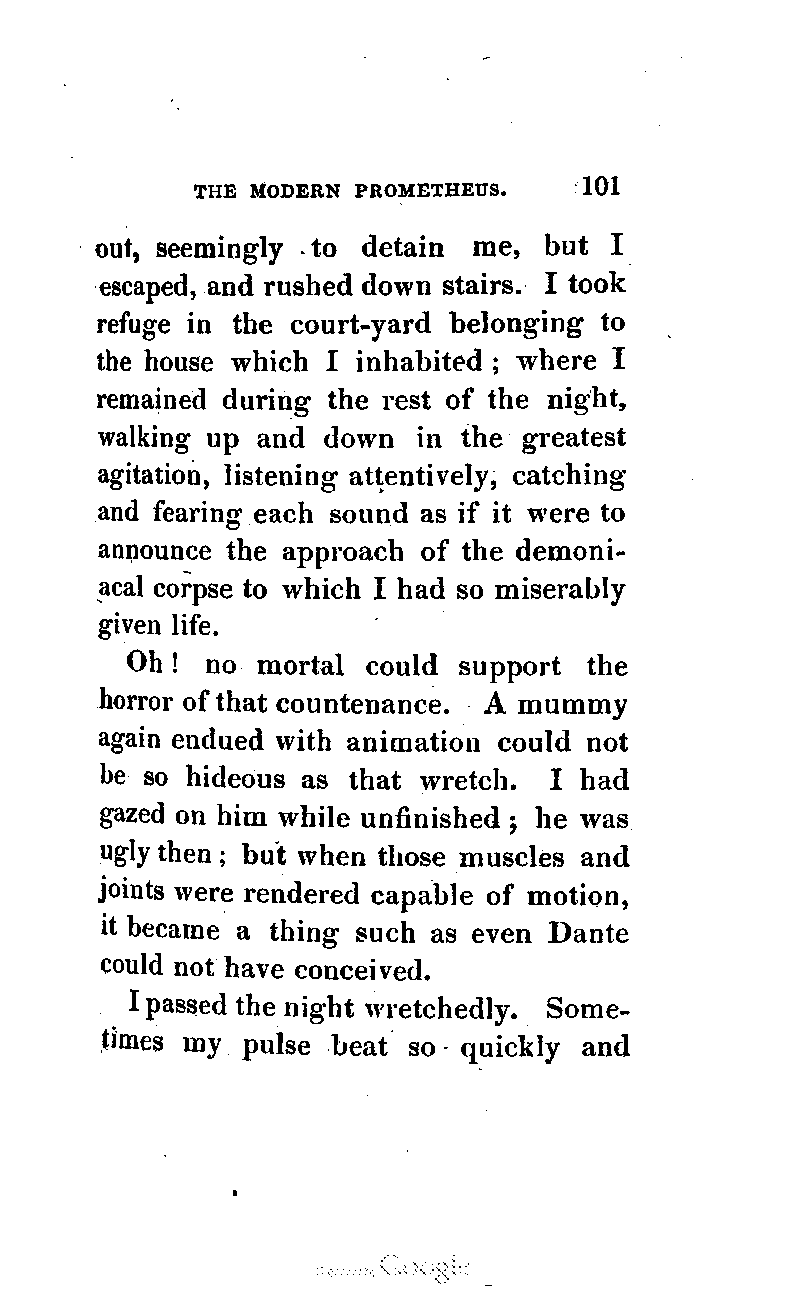 THE MODERN PROMETHEUS. 101
out, seemingly to detain me, but I
escaped, and rushed down stairs. I took
refuge in the court-yard belonging to
the house which I inhabited ; where I
remained during the rest of the night,
walking up and down in the greatest
agitation, listening attentively, catching
and fearing each sound as if it were to
announce the approach of the demoni-
acal corpse to which I had so miserably
given life.
Oh ! no mortal could support the
horror of that countenance. A mummy
again endued with animation could not
be so hideous as that wretch. I had
gazed on him while unfinished ; he was
ugly then ; but when those muscles and
joints were rendered capable of motion,
it became a thing such as even Dante
could not have conceived.
I passed the night wretchedly. Some-
times my pulse beat so quickly and
Google